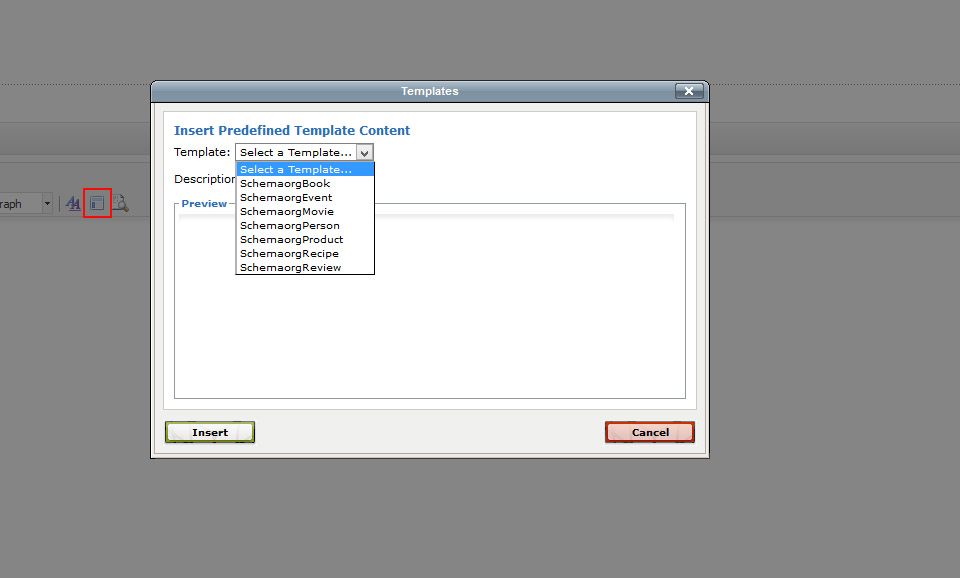 Templates
Insert Predefined Template Content
Template: Select a Template...
Select a Template...
Description
SchemaorgBook
SchemaorgEvent
SchemaorgMovie
raph
Preview
SchemaorgPerson
SchemaorgProduct
SchemaorgRecipe
SchemaorgReview
Insert
Cancel